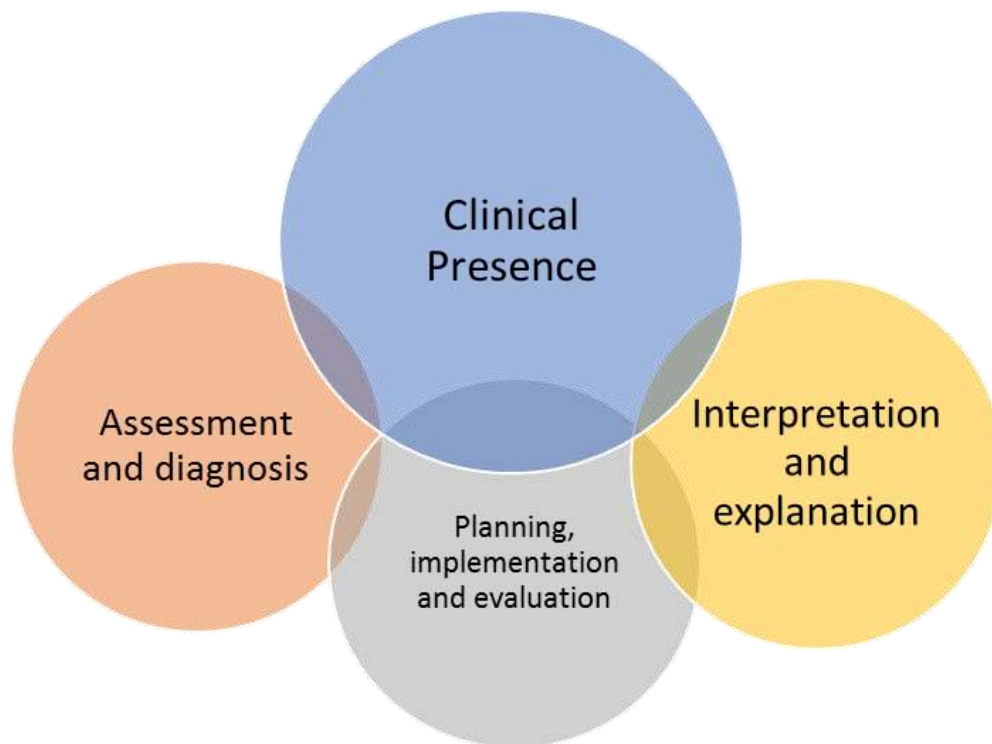 Clinical
Presence
Assessment
and diagnosis
Interpretation
and
explanation
Planning,
implementation
and evaluation